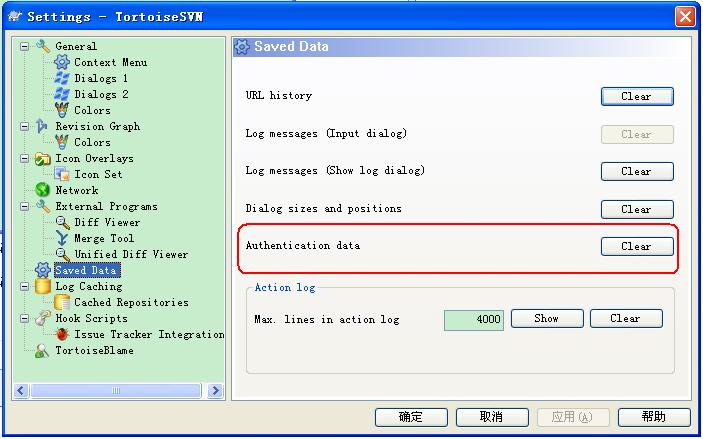 Settings - TortoiseSVN
General
Context Menu
Dialogs 1
Dialogs 2
Colors
Revision Graph
Colors
Icon Overlays
Icon Set
Network
External Programs
Diff Viewer
Merge Tool
Unified Diff Viewer
Saved Data
Log Caching
Cached Repositories
Hook Scripts
Issue Tracker Integration
TortoiseBlame
Saved Data
URL history Clear
Log messages (Input dialog) Clear
Log messages (Show log dialog) Clear
Dialog sizes and positions Clear
Authentication data Clear
Action log
Max. lines in action log 4000 Show Clear
确定 取消 应用(A) 帮助